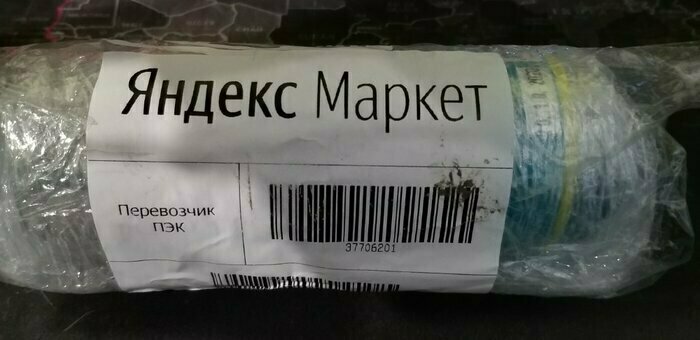 Яндекс Маркет
Перевозчик
ПЭК
37706201